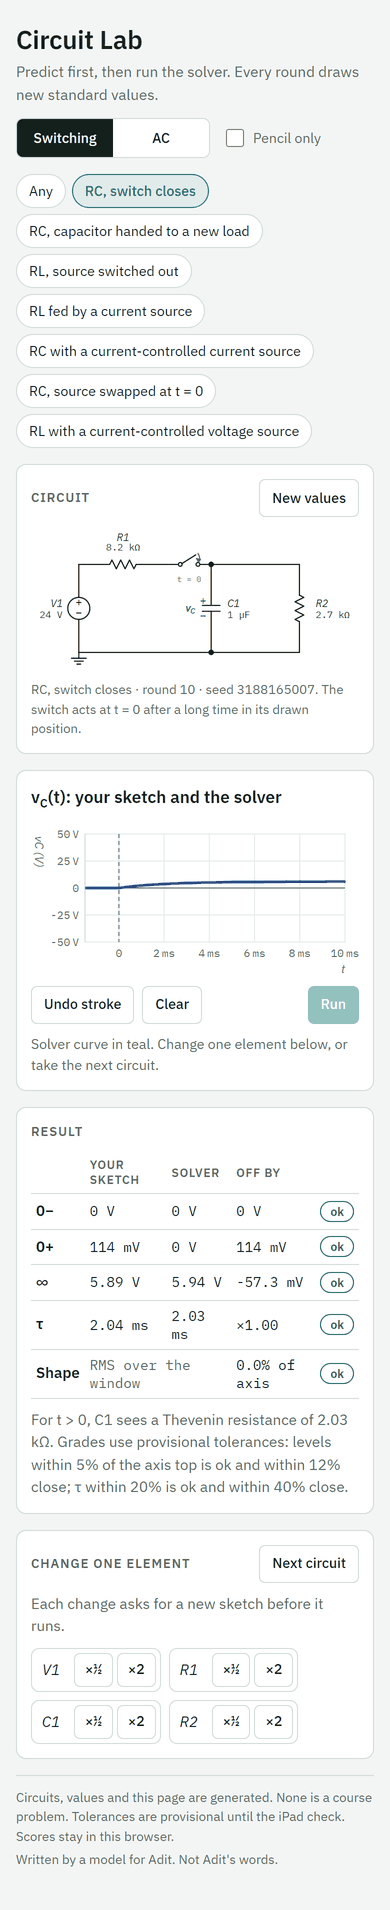 Circuit Lab
Predict first, then run the solver. Every round draws
new standard values.
Switching
AC
Pencil only
Any
RC, switch closes
RC, capacitor handed to a new load
RL, source switched out
RL fed by a current source
RC with a current-controlled current source
RC, source swapped at t = 0
RL with a current-controlled voltage source
CIRCUIT
New values
R1
8.2 kΩ
t = 0
V1
24 V
+
−
vC
+
−
C1
1 µF
R2
2.7 kΩ
RC, switch closes · round 10 · seed 3188165007. The
switch acts at t = 0 after a long time in its drawn
position.
vC(t): your sketch and the solver
vC (V)
50 V
25 V
0
-25 V
-50 V
0
2 ms
4 ms
6 ms
8 ms
10 ms
t
Undo stroke
Clear
Run
Solver curve in teal. Change one element below, or
take the next circuit.
RESULT
YOUR
SKETCH
SOLVER
OFF BY
0−
0 V
0 V
0 V
ok
0+
114 mV
0 V
114 mV
ok
∞
5.89 V
5.94 V
-57.3 mV
ok
τ
2.04 ms
2.03
ms
×1.00
ok
Shape
RMS over the
window
0.0% of
axis
ok
For t > 0, C1 sees a Thevenin resistance of 2.03
kΩ. Grades use provisional tolerances: levels
within 5% of the axis top is ok and within 12%
close; τ within 20% is ok and within 40% close.
CHANGE ONE ELEMENT
Next circuit
Each change asks for a new sketch before it
runs.
V1
×½
×2
R1
×½
×2
C1
×½
×2
R2
×½
×2
Circuits, values and this page are generated. None is a course
problem. Tolerances are provisional until the iPad check.
Scores stay in this browser.
Written by a model for Adit. Not Adit's words.